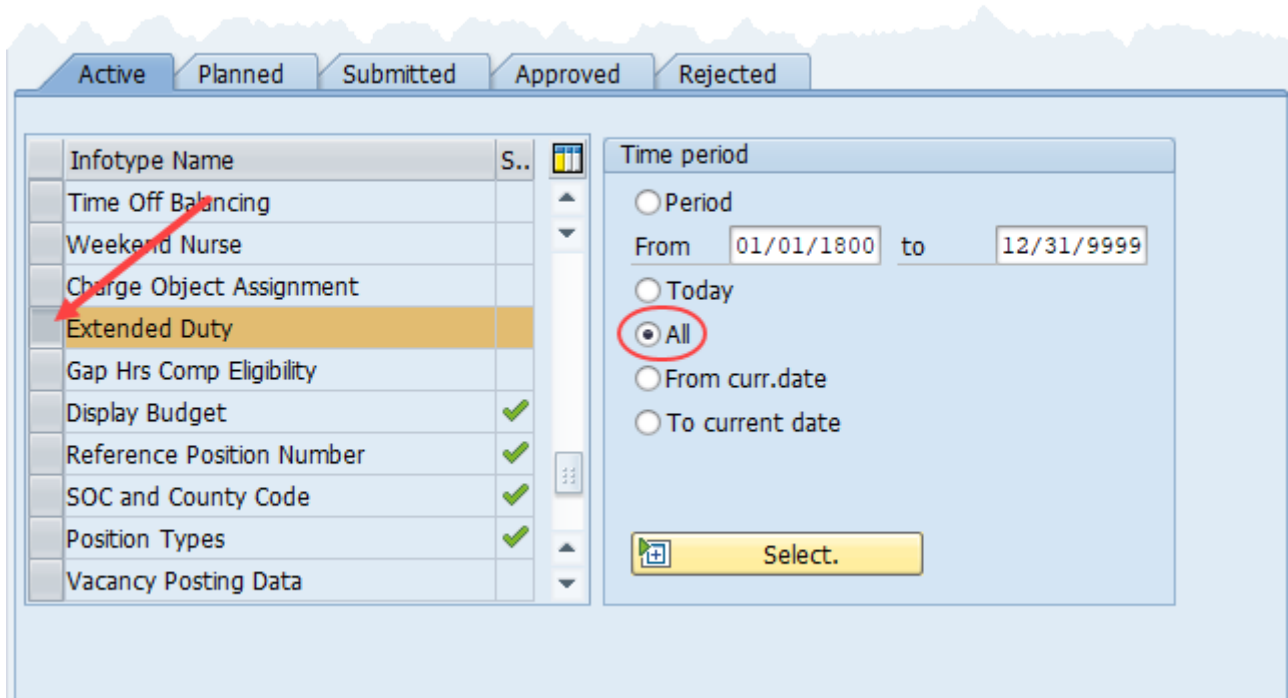 Active Planned Submitted Approved Rejected
Infotype Name S..
Time Off Balancing
Weekend Nurse
Charge Object Assignment
Extended Duty
Gap Hrs Comp Eligibility
Display Budget
Reference Position Number
SOC and County Code
Position Types
Vacancy Posting Data
Time period
Period
From 01/01/1800 to 12/31/9999
Today
All
From curr.date
To current date
Select.